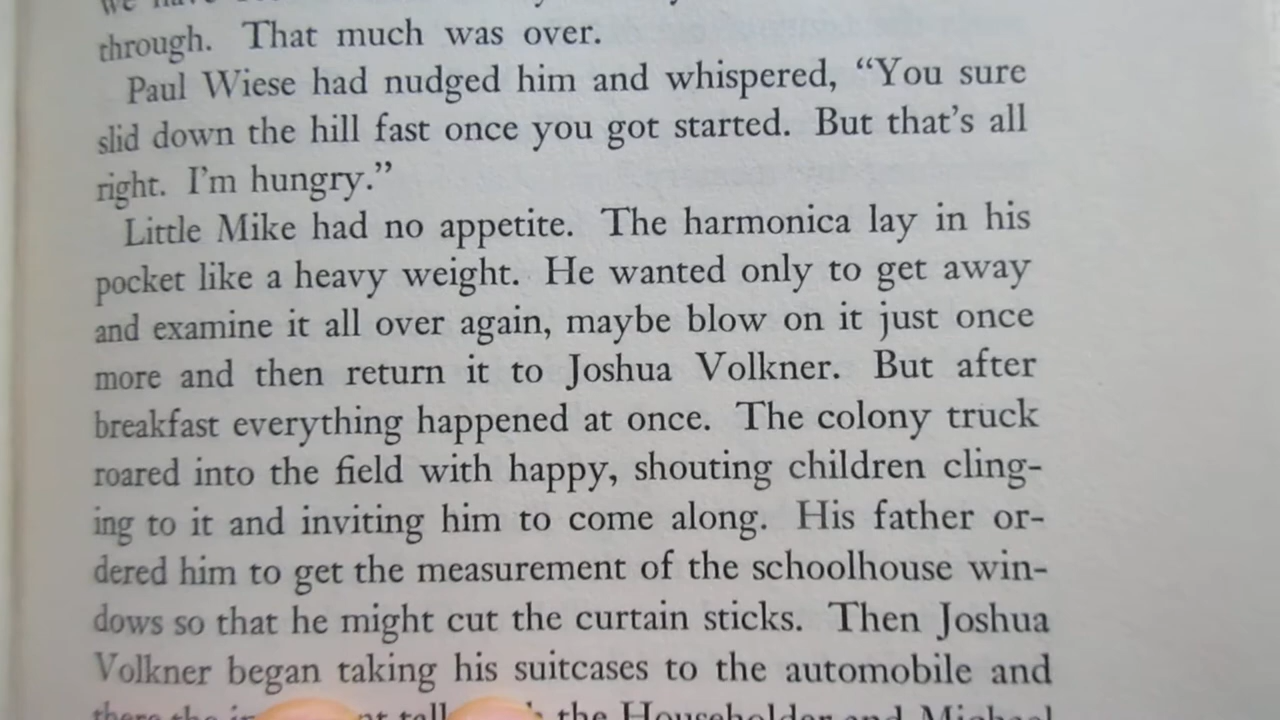 we have
through. That much was over.
Paul Wiese had nudged him and whispered, “You sure
slid down the hill fast once you got started. But that’s all
right. I’m hungry.”
Little Mike had no appetite. The harmonica lay in his
pocket like a heavy weight. He wanted only to get away
and examine it all over again, maybe blow on it just once
more and then return it to Joshua Volkner. But after
breakfast everything happened at once. The colony truck
roared into the field with happy, shouting children cling-
ing to it and inviting him to come along. His father or-
dered him to get the measurement of the schoolhouse win-
dows so that he might cut the curtain sticks. Then Joshua
Volkner began taking his suitcases to the automobile and
the Householder and Michael